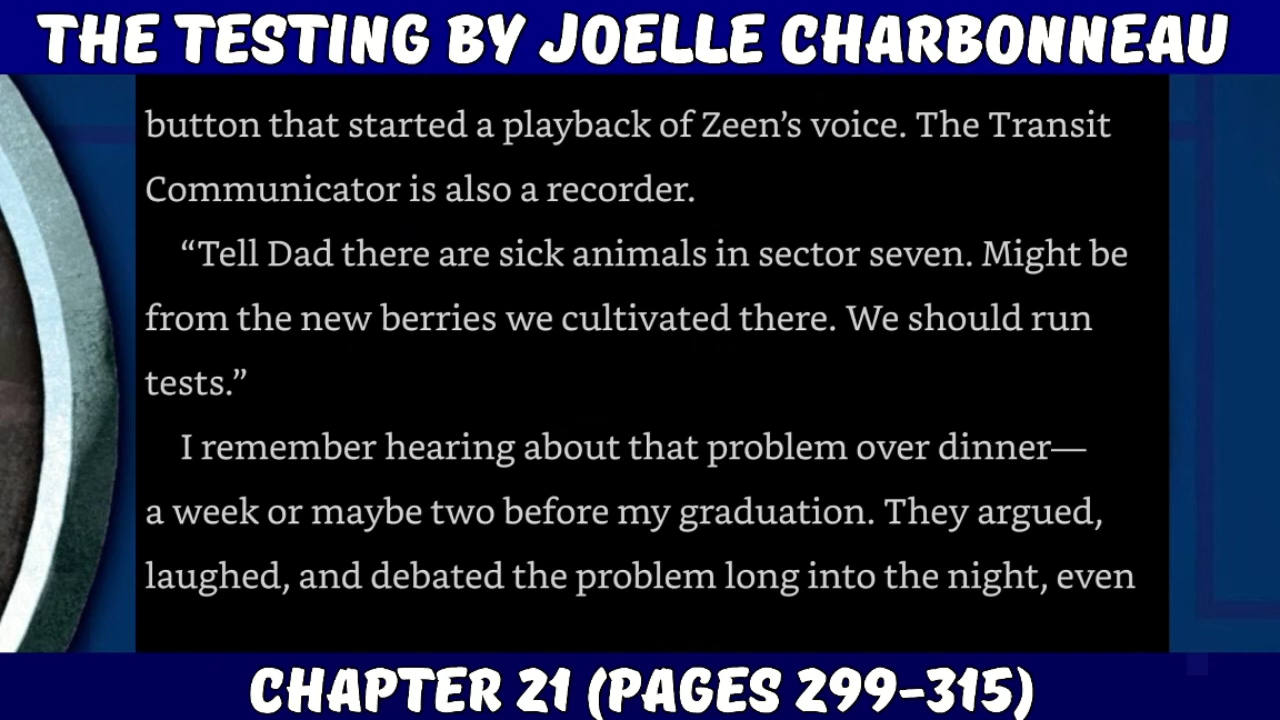 THE TESTING BY JOELLE CHARBONNEAU
button that started a playback of Zeen’s voice. The Transit
Communicator is also a recorder.
“Tell Dad there are sick animals in sector seven. Might be
from the new berries we cultivated there. We should run
tests.”
I remember hearing about that problem over dinner—
a week or maybe two before my graduation. They argued,
laughed, and debated the problem long into the night, even
CHAPTER 21 (PAGES 299-315)